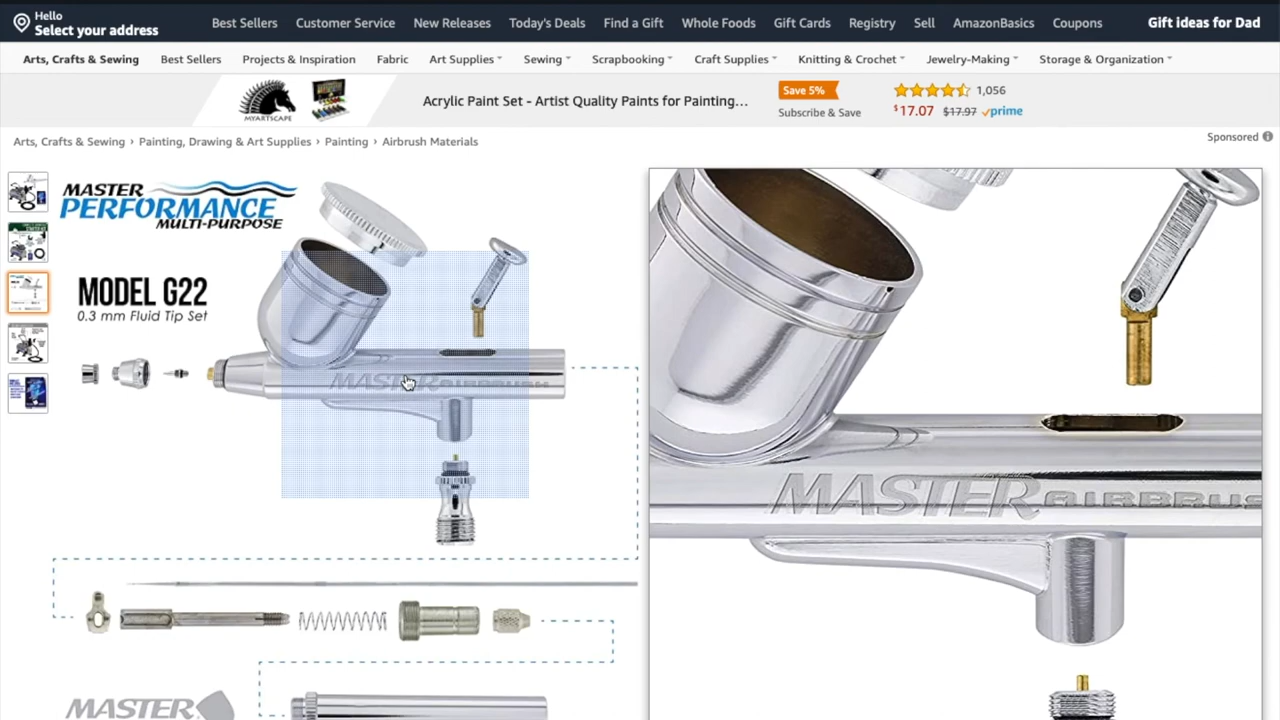 Hello
Select your address
Best Sellers
Customer Service
New Releases
Today's Deals
Find a Gift
Whole Foods
Gift Cards
Registry
Sell
AmazonBasics
Coupons
Gift ideas for Dad
Arts, Crafts & Sewing
Best Sellers
Projects & Inspiration
Fabric
Art Supplies
Sewing
Scrapbooking
Craft Supplies
Knitting & Crochet
Jewelry-Making
Storage & Organization
MYARTSCAPE
Acrylic Paint Set - Artist Quality Paints for Painting...
Save 5%
Subscribe & Save
1,056
$17.07 $17.97 prime
Arts, Crafts & Sewing › Painting, Drawing & Art Supplies › Painting › Airbrush Materials
Sponsored
MASTER
PERFORMANCE
MULTI-PURPOSE
MODEL G22
0.3 mm Fluid Tip Set
MASTER AIRBRUSH
MASTER AIRBRUS
MASTER